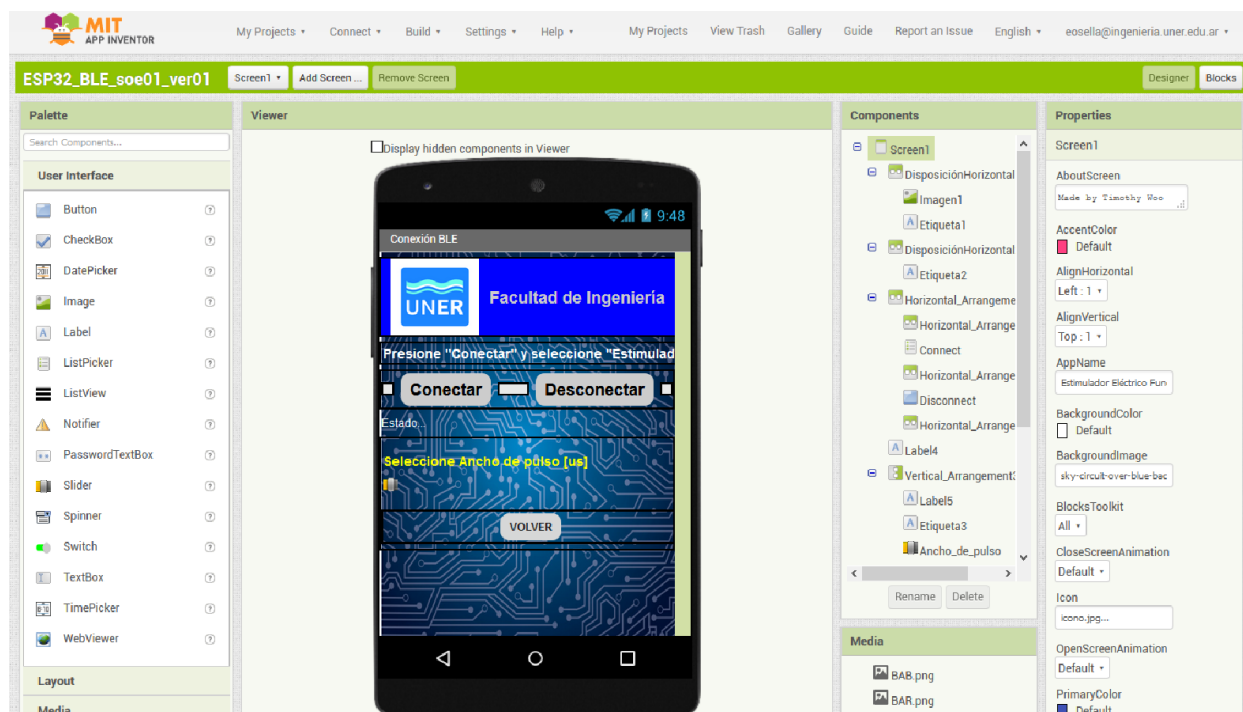 MIT
APP INVENTOR
My Projects
Connect
Build
Settings
Help
My Projects
View Trash
Gallery
Guide
Report an Issue
English
eosella@ingenieria.uner.edu.ar
ESP32_BLE_soe01_ver01
Screen1
Add Screen ...
Remove Screen
Designer
Blocks
Palette
Search Components...
User Interface
Button
CheckBox
DatePicker
Image
Label
ListPicker
ListView
Notifier
PasswordTextBox
Slider
Spinner
Switch
TextBox
TimePicker
WebViewer
Layout
Media
Viewer
Display hidden components in Viewer
9:48
Conexión BLE
UNER
Facultad de Ingeniería
Presione "Conectar" y seleccione "Estimulad
Conectar
Desconectar
Estado...
Seleccione Ancho de pulso [us]
VOLVER
Components
Screen1
DisposiciónHorizontal
Imagen1
Etiqueta1
DisposiciónHorizontal
Etiqueta2
Horizontal_Arrangeme
Horizontal_Arrange
Connect
Horizontal_Arrange
Disconnect
Horizontal_Arrange
Label4
Vertical_Arrangement3
Label5
Etiqueta3
Ancho_de_pulso
Rename
Delete
Media
BAB.png
BAR.png
Properties
Screen1
AboutScreen
Made by Timothy Woo
AccentColor
Default
AlignHorizontal
Left : 1
AlignVertical
Top : 1
AppName
Estimulador Eléctrico Fun
BackgroundColor
Default
BackgroundImage
sky-circuit-over-blue-bac
BlocksToolkit
All
CloseScreenAnimation
Default
Icon
icono.jpg...
OpenScreenAnimation
Default
PrimaryColor
Default